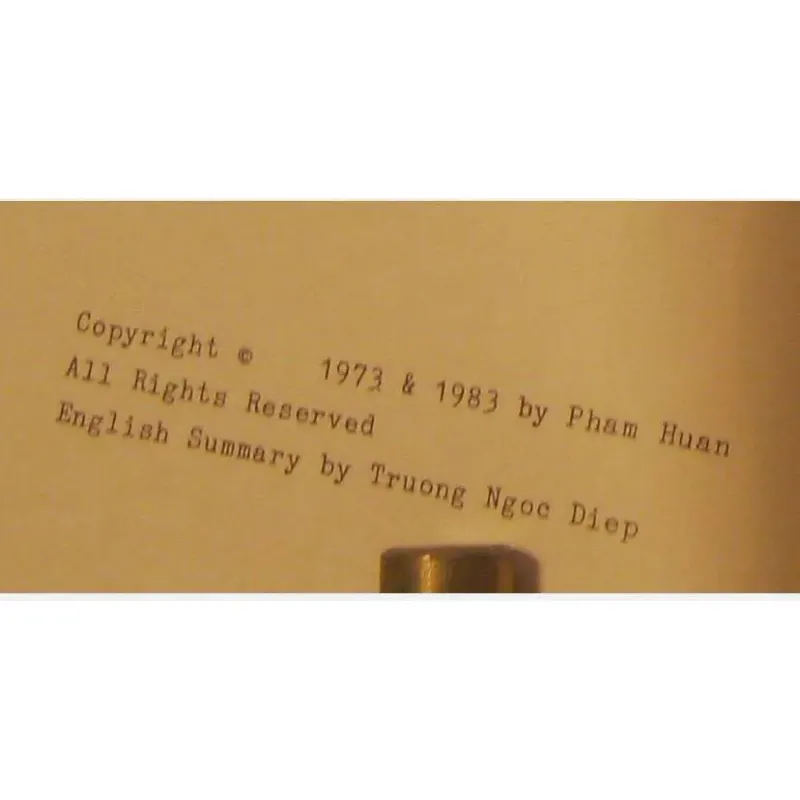 Copyright © 1973 & 1983 by Pham Huan
All Rights Reserved
English Summary by Truong Ngoc Diep